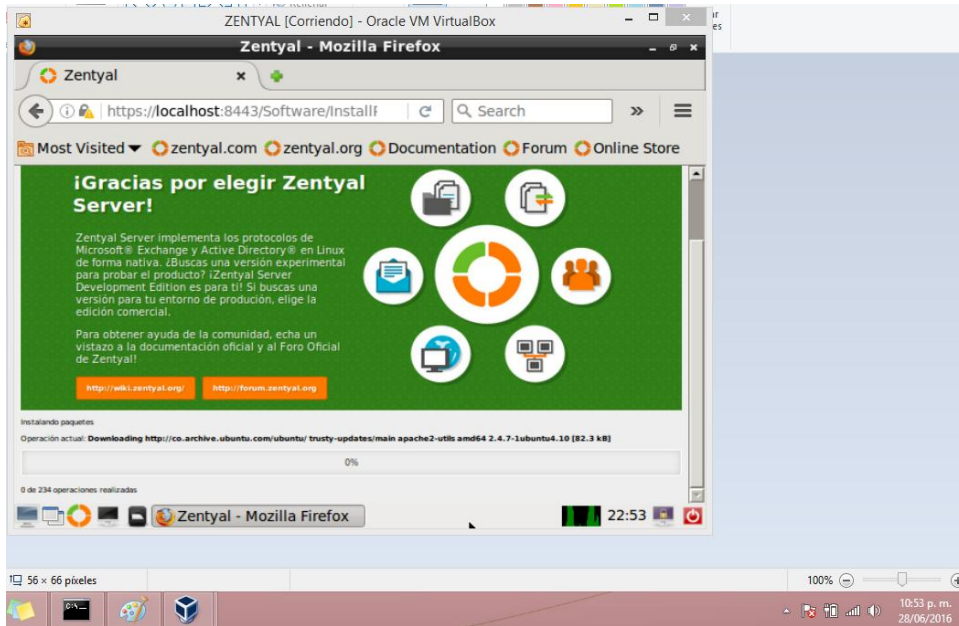 ZENTYAL [Corriendo] - Oracle VM VirtualBox
Zentyal - Mozilla Firefox
Zentyal
https://localhost:8443/Software/InstallF
Search
Most Visited zentyal.com zentyal.org Documentation Forum Online Store
¡Gracias por elegir Zentyal
Server!
Zentyal Server implementa los protocolos de
Microsoft® Exchange y Active Directory® en Linux
de forma nativa. ¿Buscas una versión experimental
para probar el producto? ¡Zentyal Server
Development Edition es para ti! Si buscas una
versión para tu entorno de produción, elige la
edición comercial.
Para obtener ayuda de la comunidad, echa un
vistazo a la documentación oficial y al Foro Oficial
de Zentyal!
http://wiki.zentyal.org/ http://forum.zentyal.org
Instalando paquetes
Operación actual: Downloading http://co.archive.ubuntu.com/ubuntu/ trusty-updates/main apache2-utils amd64 2.4.7-1ubuntu4.10 [82.3 kB]
0%
0 de 234 operaciones realizadas
Zentyal - Mozilla Firefox
22:53
56 × 66 píxeles
100%
10:53 p. m.
28/06/2016